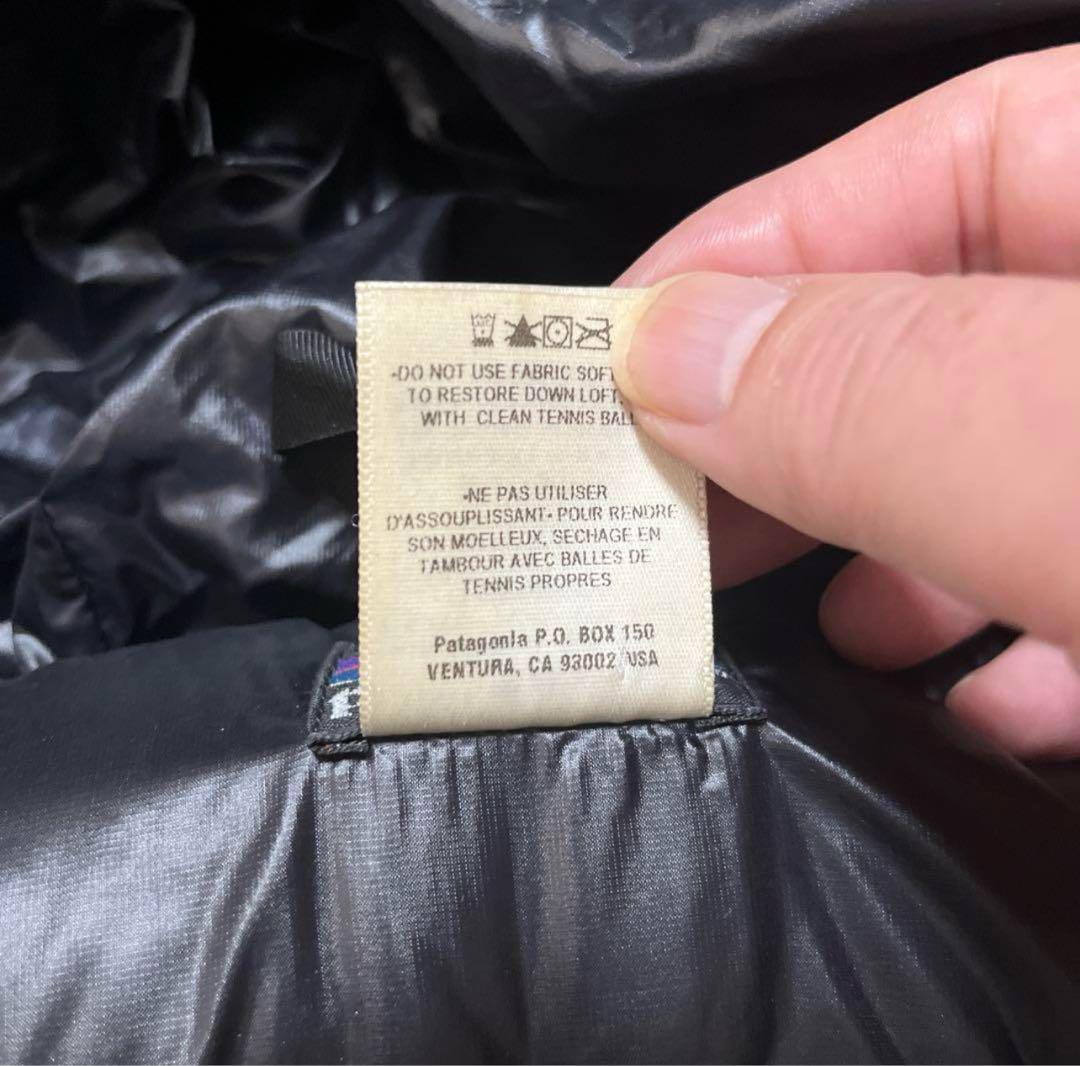 -DO NOT USE FABRIC SOFT
TO RESTORE DOWN LOFT,
WITH CLEAN TENNIS BALL
-NE PAS UTILISER
D'ASSOUPLISSANT- POUR RENDRE
SON MOELLEUX, SECHAGE EN
TAMBOUR AVEC BALLES DE
TENNIS PROPRES
Patagonia P.O. BOX 150
VENTURA, CA 93002 USA